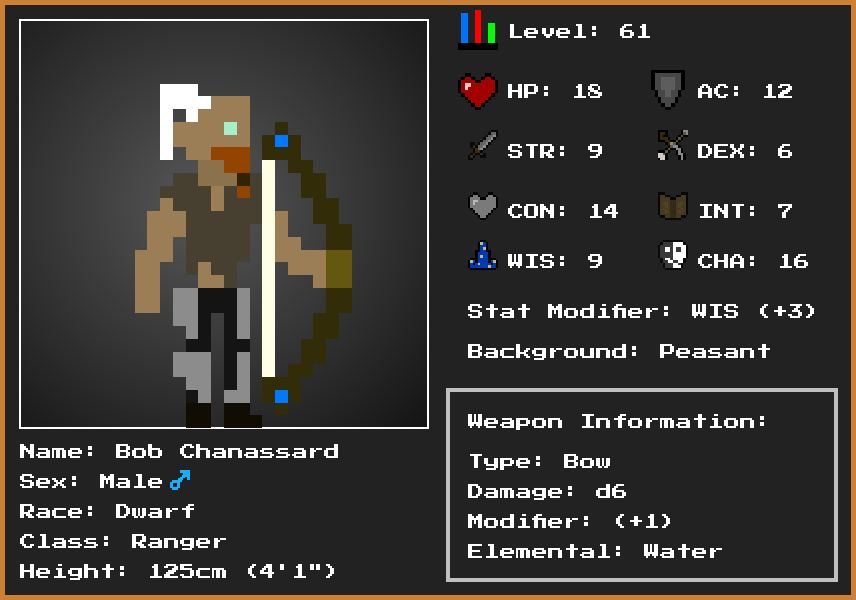 Level: 61
HP: 18
AC: 12
STR: 9
DEX: 6
CON: 14
INT: 7
WIS: 9
CHA: 16
Stat Modifier: WIS (+3)
Background: Peasant
Weapon Information:
Type: Bow
Damage: d6
Modifier: (+1)
Elemental: Water
Name: Bob Chanassard
Sex: Male ♂
Race: Dwarf
Class: Ranger
Height: 125cm (4'1")